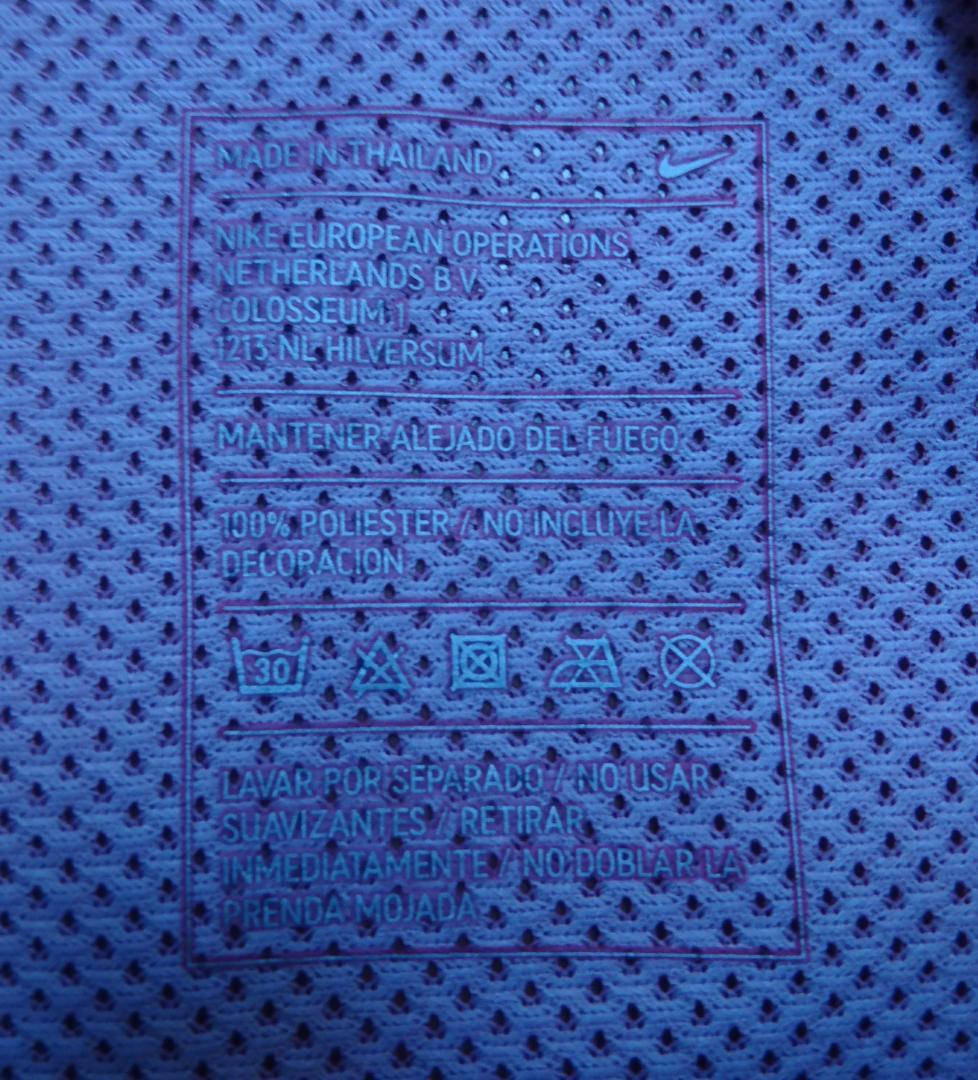 MADE IN THAILAND
NIKE EUROPEAN OPERATIONS
NETHERLANDS B.V.
COLOSSEUM 1
1213 NL HILVERSUM
MANTENER ALEJADO DEL FUEGO
100% POLIESTER / NO INCLUYE LA
DECORACION
30
LAVAR POR SEPARADO / NO USAR
SUAVIZANTES / RETIRAR
INMEDIATAMENTE / NO DOBLAR LA
PRENDA MOJADA